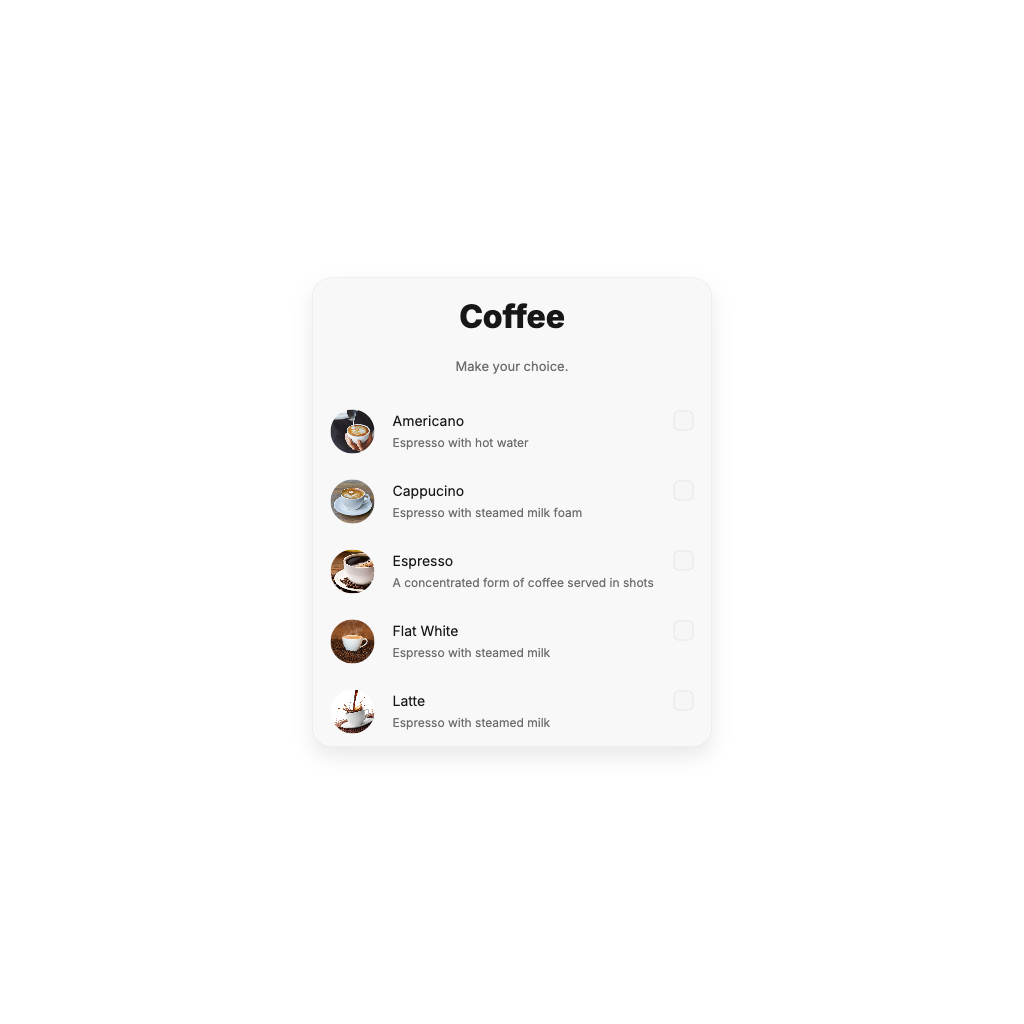 Coffee
Make your choice.
Americano
Espresso with hot water
Cappucino
Espresso with steamed milk foam
Espresso
A concentrated form of coffee served in shots
Flat White
Espresso with steamed milk
Latte
Espresso with steamed milk